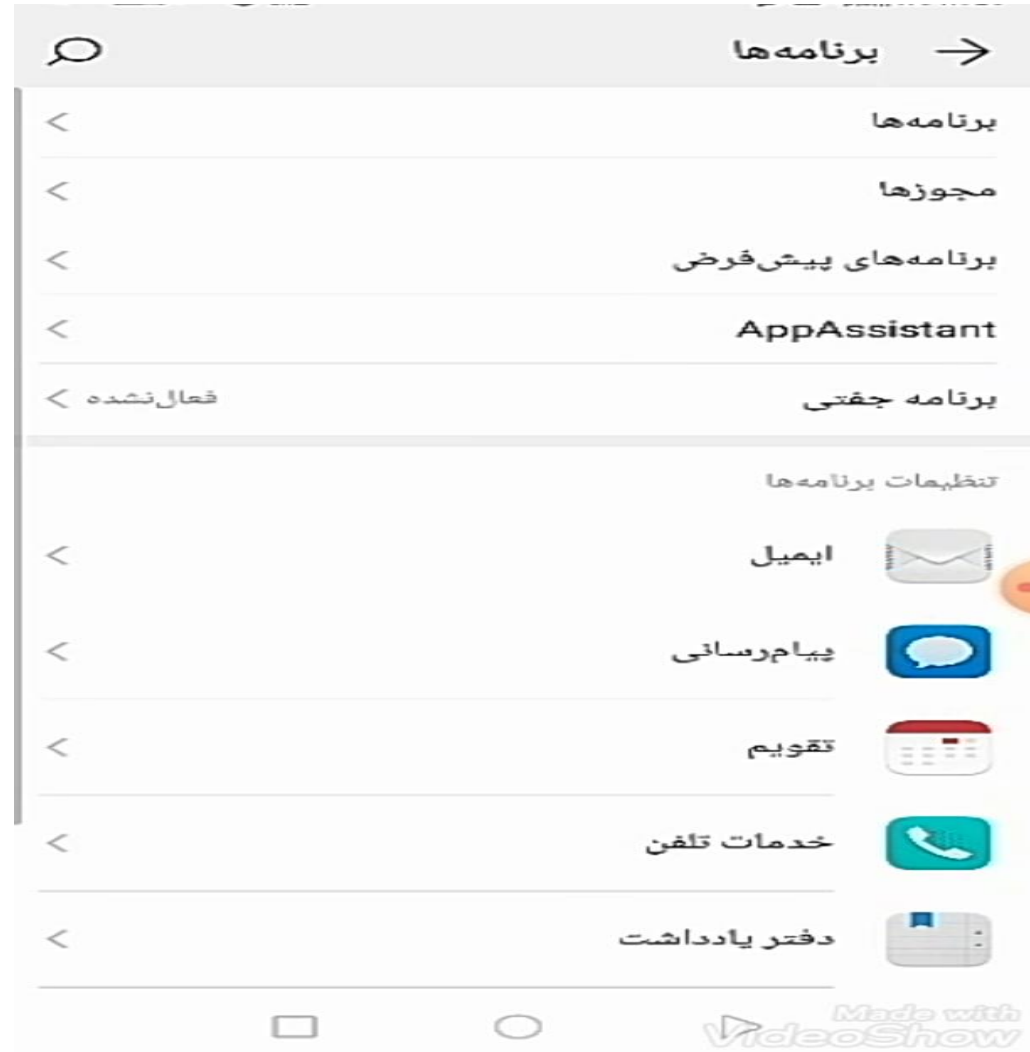 برنامه‌ها
برنامه‌ها
مجوزها
برنامه‌های پیش‌فرض
AppAssistant
برنامه جفتی فعال‌نشده
تنظیمات برنامه‌ها
ایمیل
پیام‌رسانی
تقویم
خدمات تلفن
دفتر یادداشت
Made with
VideoShow